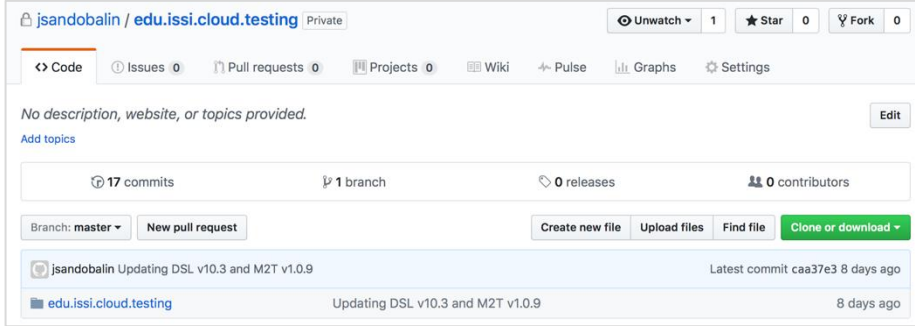 jsandobalin / edu.issi.cloud.testing Private Unwatch 1 Star 0 Fork 0
Code Issues 0 Pull requests 0 Projects 0 Wiki Pulse Graphs Settings
No description, website, or topics provided. Edit
Add topics
17 commits 1 branch 0 releases 0 contributors
Branch: master New pull request Create new file Upload files Find file Clone or download
jsandobalin Updating DSL v10.3 and M2T v1.0.9 Latest commit caa37e3 8 days ago
edu.issi.cloud.testing Updating DSL v10.3 and M2T v1.0.9 8 days ago